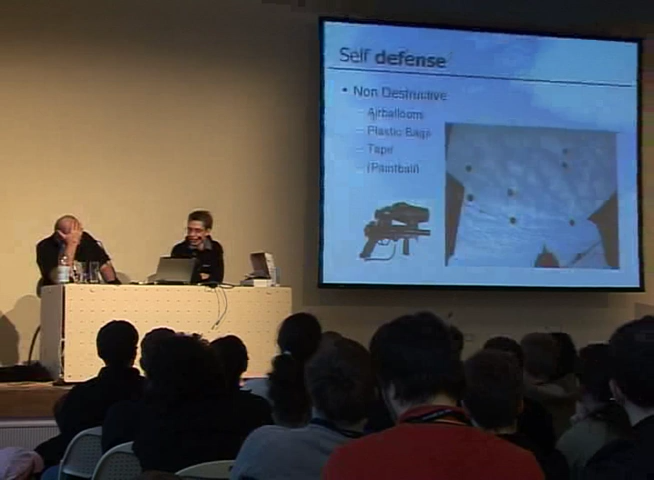 Self defense
• Non Destructive
– Airballoons
– Plastic Bags
– Tape
– (Paintball)